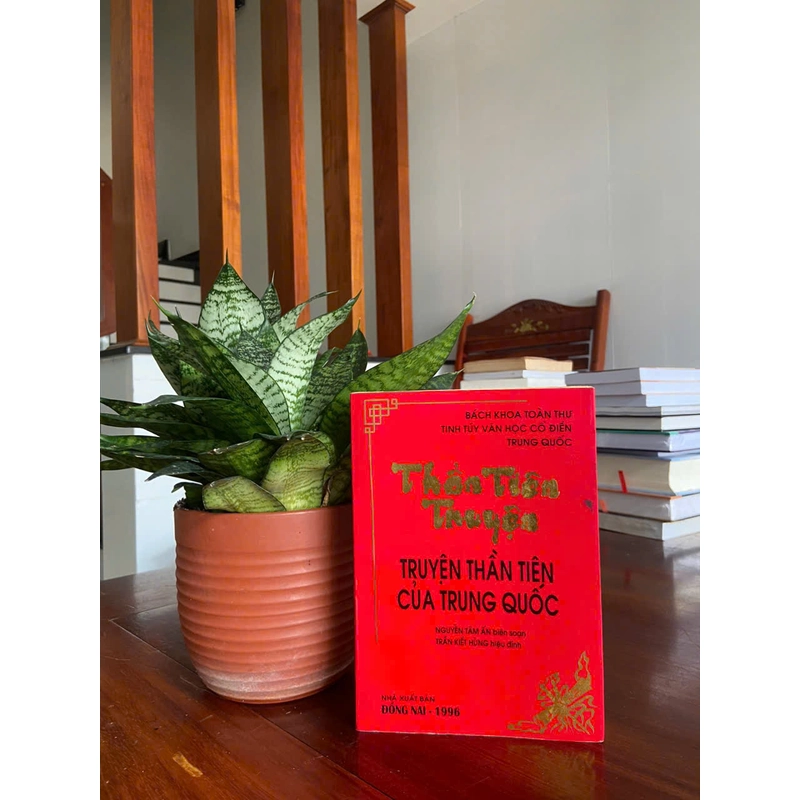 BÁCH KHOA TOÀN THƯ
TINH TÚY VĂN HỌC CỔ ĐIỂN
TRUNG QUỐC
Thần Tiên
Truyện
TRUYỆN THẦN TIÊN
CỦA TRUNG QUỐC
NGUYỄN TÂM ẨN biên soạn
TRẦN KIẾT HÙNG hiệu đính
NHÀ XUẤT BẢN
ĐỒNG NAI - 1996